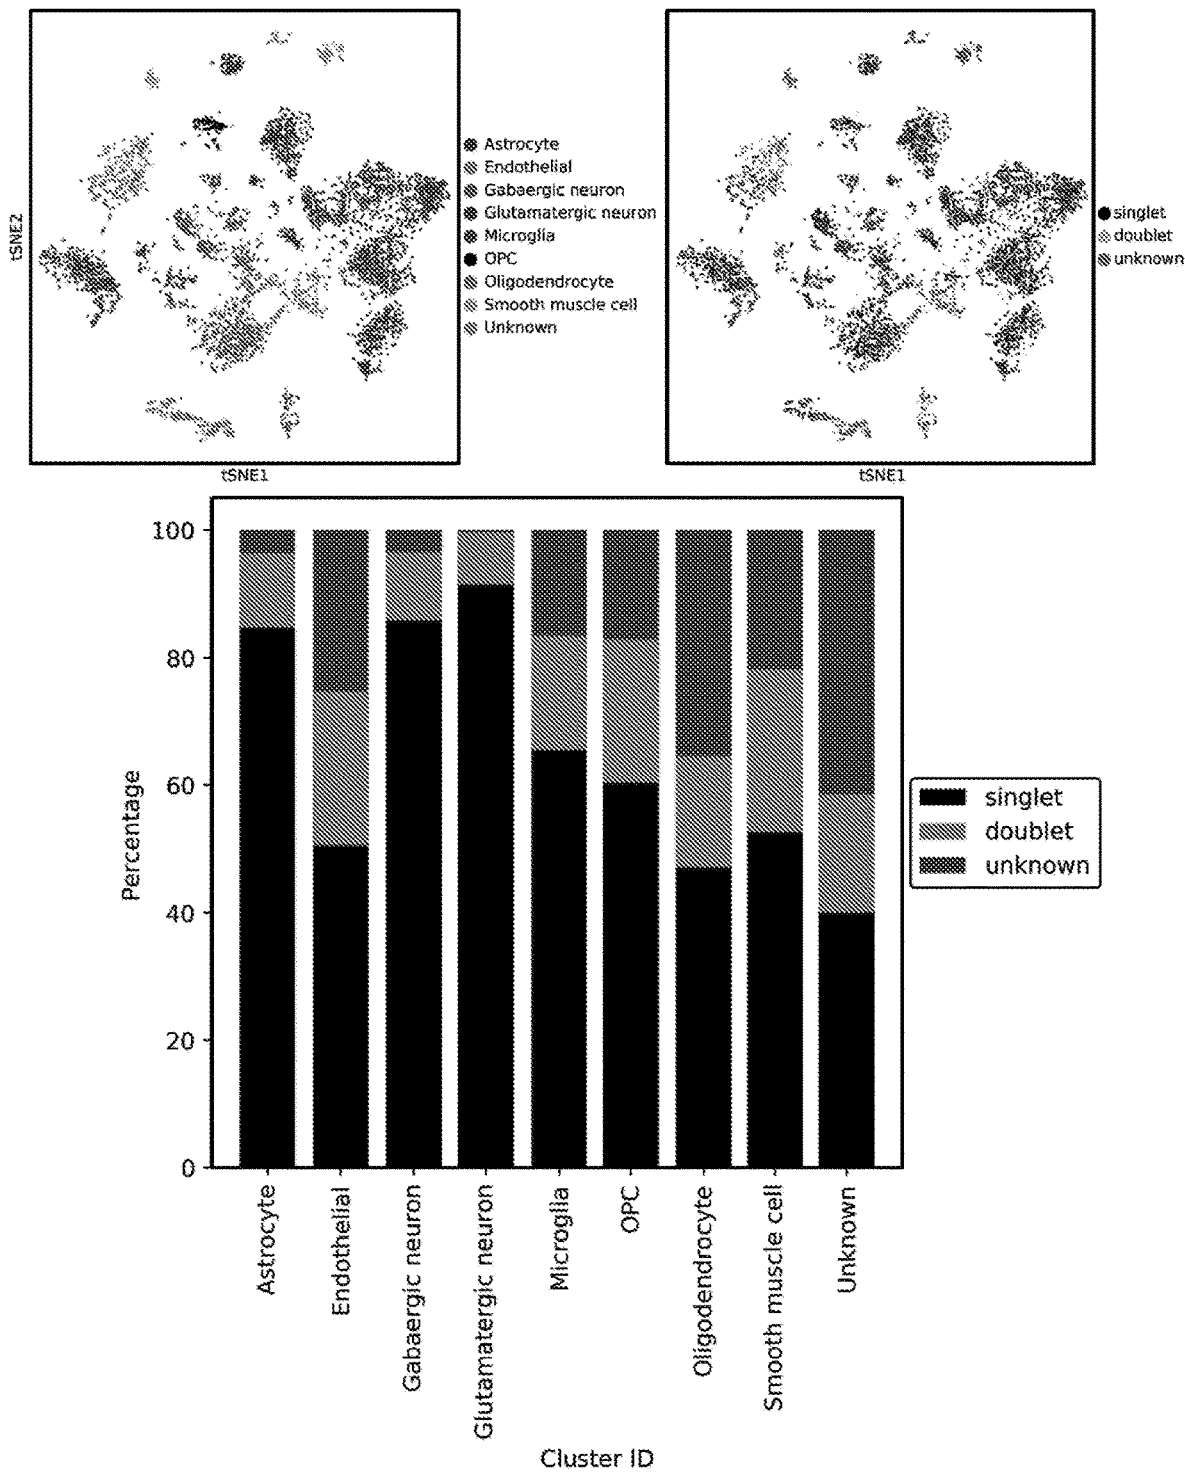 tSNE2
Astrocyte
Endothelial
Gabaergic neuron
Glutamatergic neuron
Microglia
OPC
Oligodendrocyte
Smooth muscle cell
Unknown
tSNE1
singlet
doublet
unknown
tSNE1
Percentage
100
80
60
40
20
0
singlet
doublet
unknown
Astrocyte
Endothelial
Gabaergic neuron
Glutamatergic neuron
Microglia
OPC
Oligodendrocyte
Smooth muscle cell
Unknown
Cluster ID